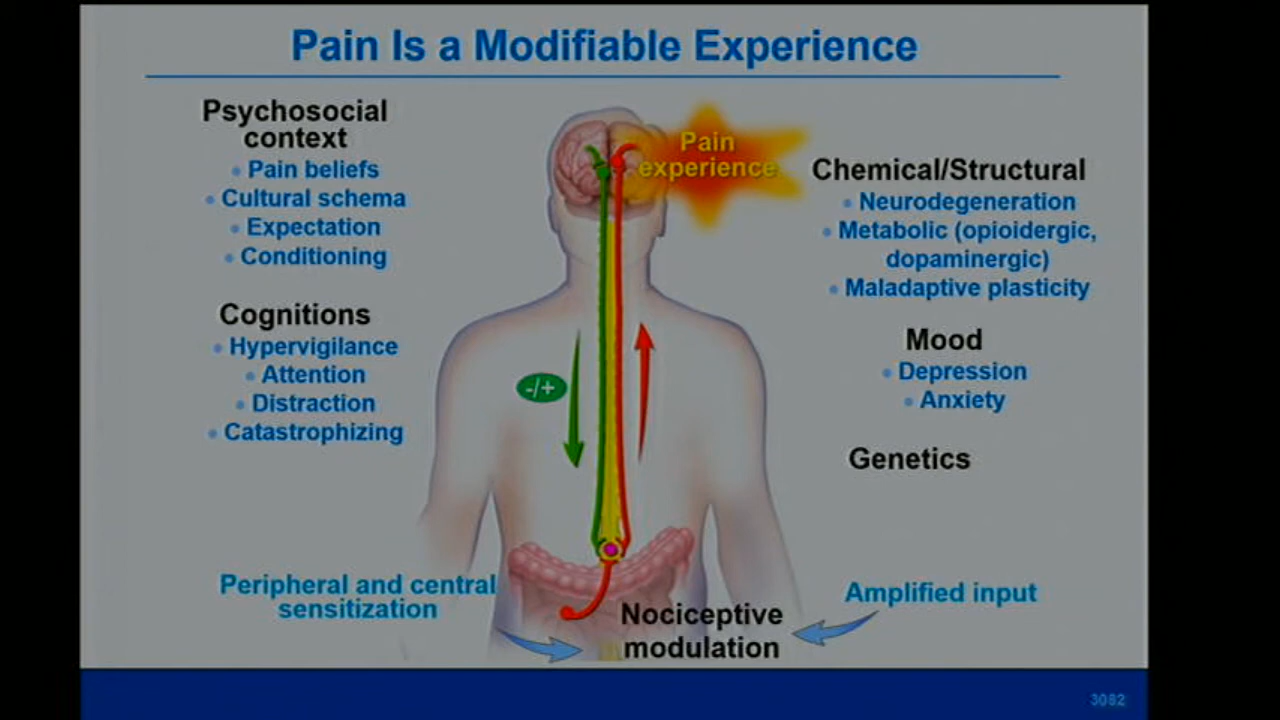 Pain Is a Modifiable Experience
Psychosocial
context
• Pain beliefs
• Cultural schema
• Expectation
• Conditioning
Cognitions
• Hypervigilance
• Attention
• Distraction
• Catastrophizing
Pain
experience
Chemical/Structural
• Neurodegeneration
• Metabolic (opioidergic,
dopaminergic)
• Maladaptive plasticity
Mood
• Depression
• Anxiety
Genetics
-/+
Peripheral and central
sensitization
Nociceptive
modulation
Amplified input
3082